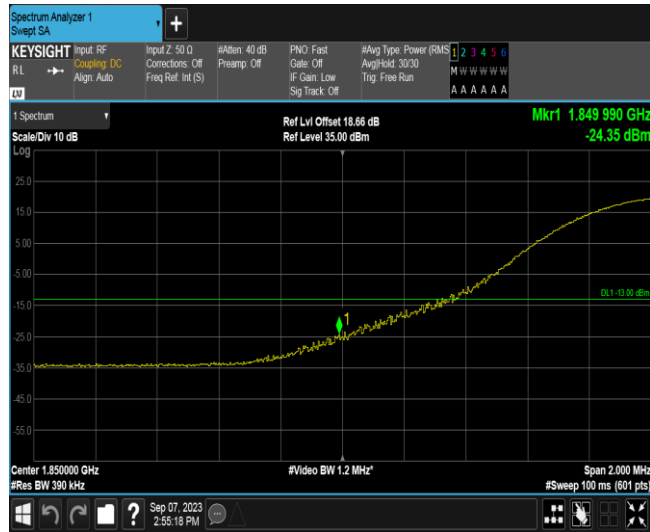 Spectrum Analyzer 1
Swept SA
+
KEYSIGHT
RL
LXI
Input: RF
Coupling: DC
Align: Auto
Input Z: 50 Ω
Corrections: Off
Freq Ref: Int (S)
#Atten: 40 dB
Preamp: Off
PNO: Fast
Gate: Off
IF Gain: Low
Sig Track: Off
#Avg Type: Power (RMS
Avg|Hold: 30/30
Trig: Free Run
1 2 3 4 5 6
M W W W W W
A A A A A A
1 Spectrum
Scale/Div 10 dB
Log
Ref Lvl Offset 18.66 dB
Ref Level 35.00 dBm
Mkr1 1.849 990 GHz
-24.35 dBm
25.0
15.0
5.00
-5.00
-15.0
-25.0
-35.0
-45.0
-55.0
DL1 -13.00 dBm
1
Center 1.850000 GHz
#Res BW 390 kHz
#Video BW 1.2 MHz*
Span 2.000 MHz
#Sweep 100 ms (601 pts)
?
Sep 07, 2023
2:55:18 PM